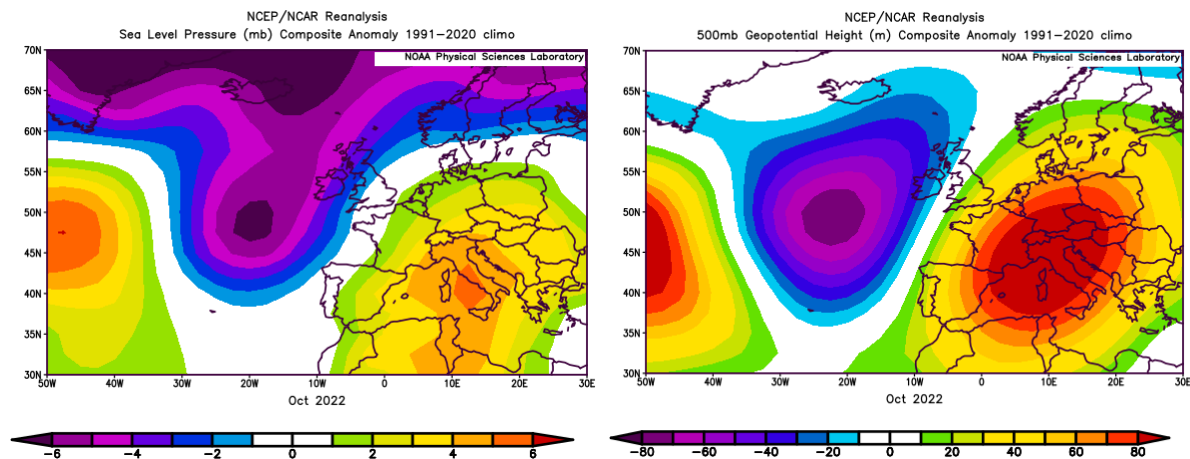 NCEP/NCAR Reanalysis
Sea Level Pressure (mb) Composite Anomaly 1991−2020 climo
NOAA Physical Sciences Laboratory
70N
65N
60N
55N
50N
45N
40N
35N
30N
50W 40W 30W 20W 10W 0 10E 20E 30E
Oct 2022
−6 −4 −2 0 2 4 6
NCEP/NCAR Reanalysis
500mb Geopotential Height (m) Composite Anomaly 1991−2020 climo
NOAA Physical Sciences Laboratory
70N
65N
60N
55N
50N
45N
40N
35N
30N
50W 40W 30W 20W 10W 0 10E 20E 30E
Oct 2022
−80 −60 −40 −20 0 20 40 60 80